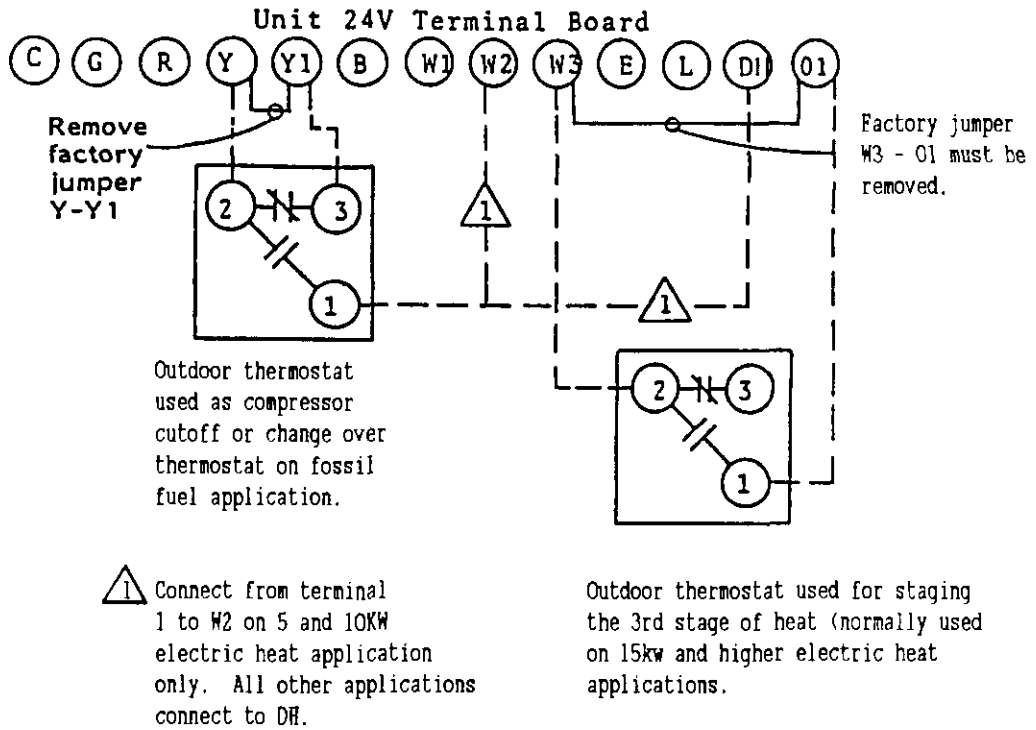 Unit 24V Terminal Board
C G R Y Y1 B W1 W2 W3 E L DH O1
Remove
factory
jumper
Y-Y1
Factory jumper
W3 - O1 must be
removed.
2 3
1
1
1
2 3
1
Outdoor thermostat
used as compressor
cutoff or change over
thermostat on fossil
fuel application.
1 Connect from terminal
1 to W2 on 5 and 10KW
electric heat application
only. All other applications
connect to DH.
Outdoor thermostat used for staging
the 3rd stage of heat (normally used
on 15kw and higher electric heat
applications.